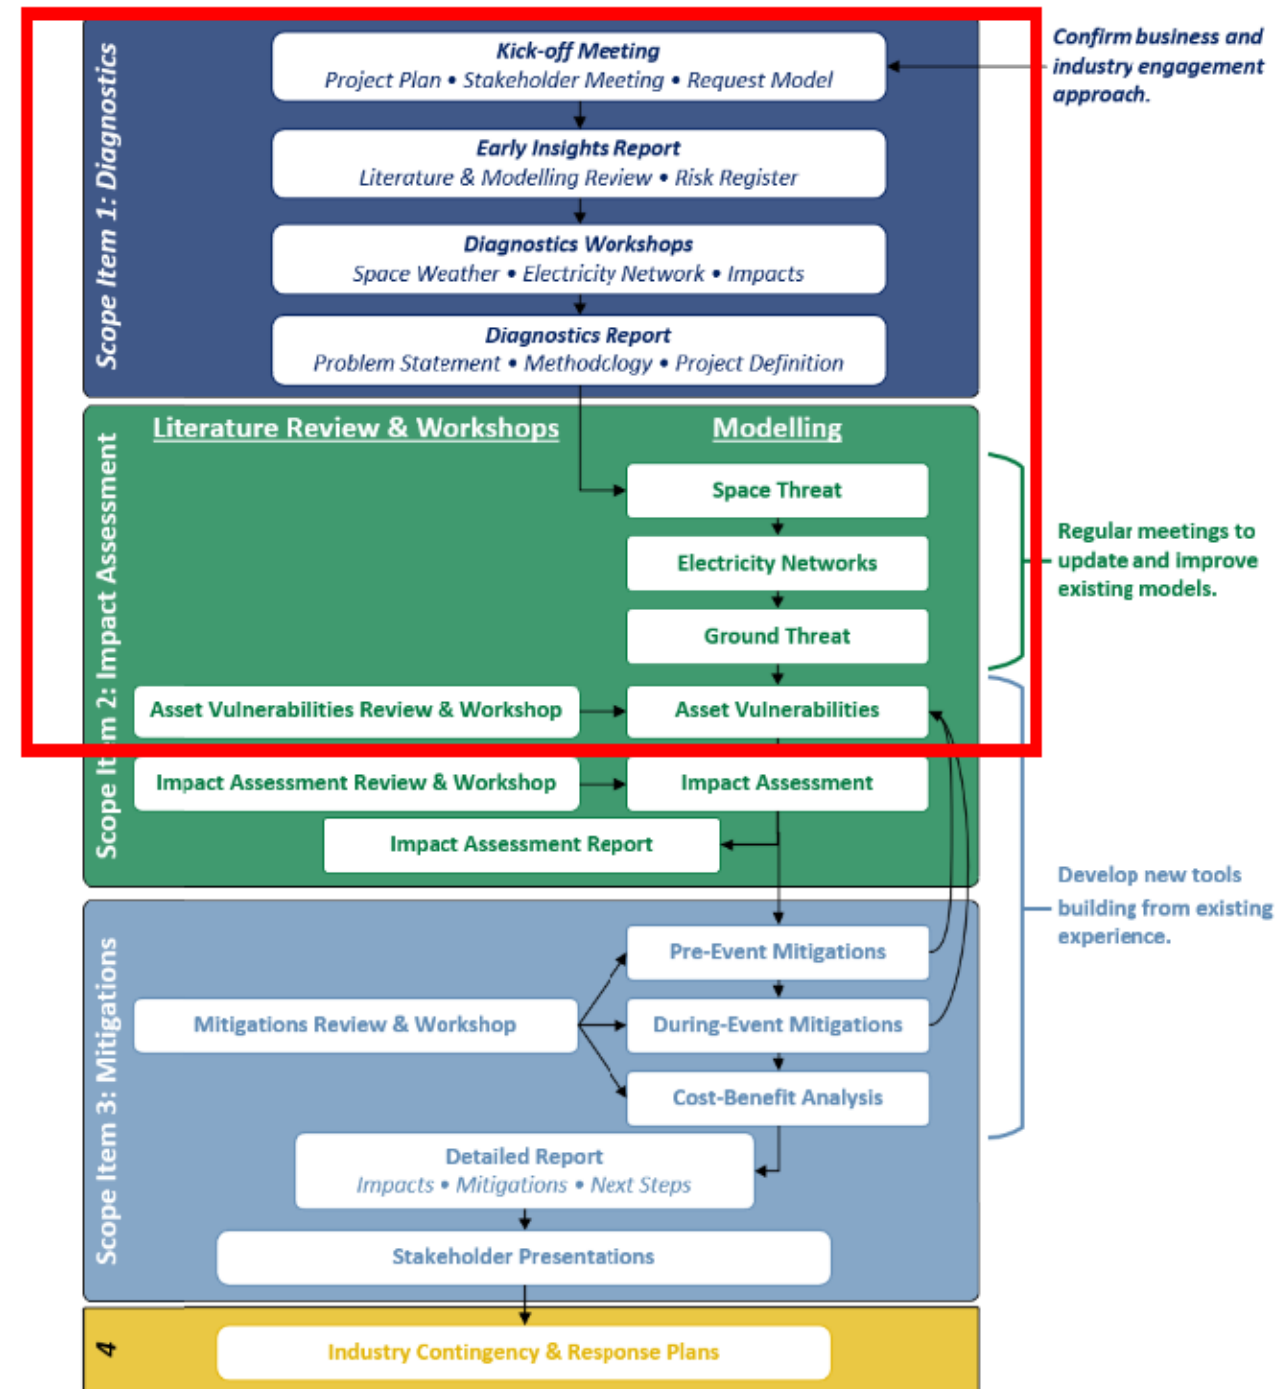 Scope Item 1: Diagnostics
Kick-off Meeting
Project Plan • Stakeholder Meeting • Request Model
Confirm business and
industry engagement
approach.
Early Insights Report
Literature & Modelling Review • Risk Register
Diagnostics Workshops
Space Weather • Electricity Network • Impacts
Diagnostics Report
Problem Statement • Methodology • Project Definition
Scope Item 2: Impact Assessment
Literature Review & Workshops
Modelling
Space Threat
Electricity Networks
Ground Threat
Regular meetings to
update and improve
existing models.
Asset Vulnerabilities Review & Workshop
Asset Vulnerabilities
Impact Assessment Review & Workshop
Impact Assessment
Impact Assessment Report
Develop new tools
building from existing
experience.
Scope Item 3: Mitigations
Pre-Event Mitigations
Mitigations Review & Workshop
During-Event Mitigations
Cost-Benefit Analysis
Detailed Report
Impacts • Mitigations • Next Steps
Stakeholder Presentations
4
Industry Contingency & Response Plans